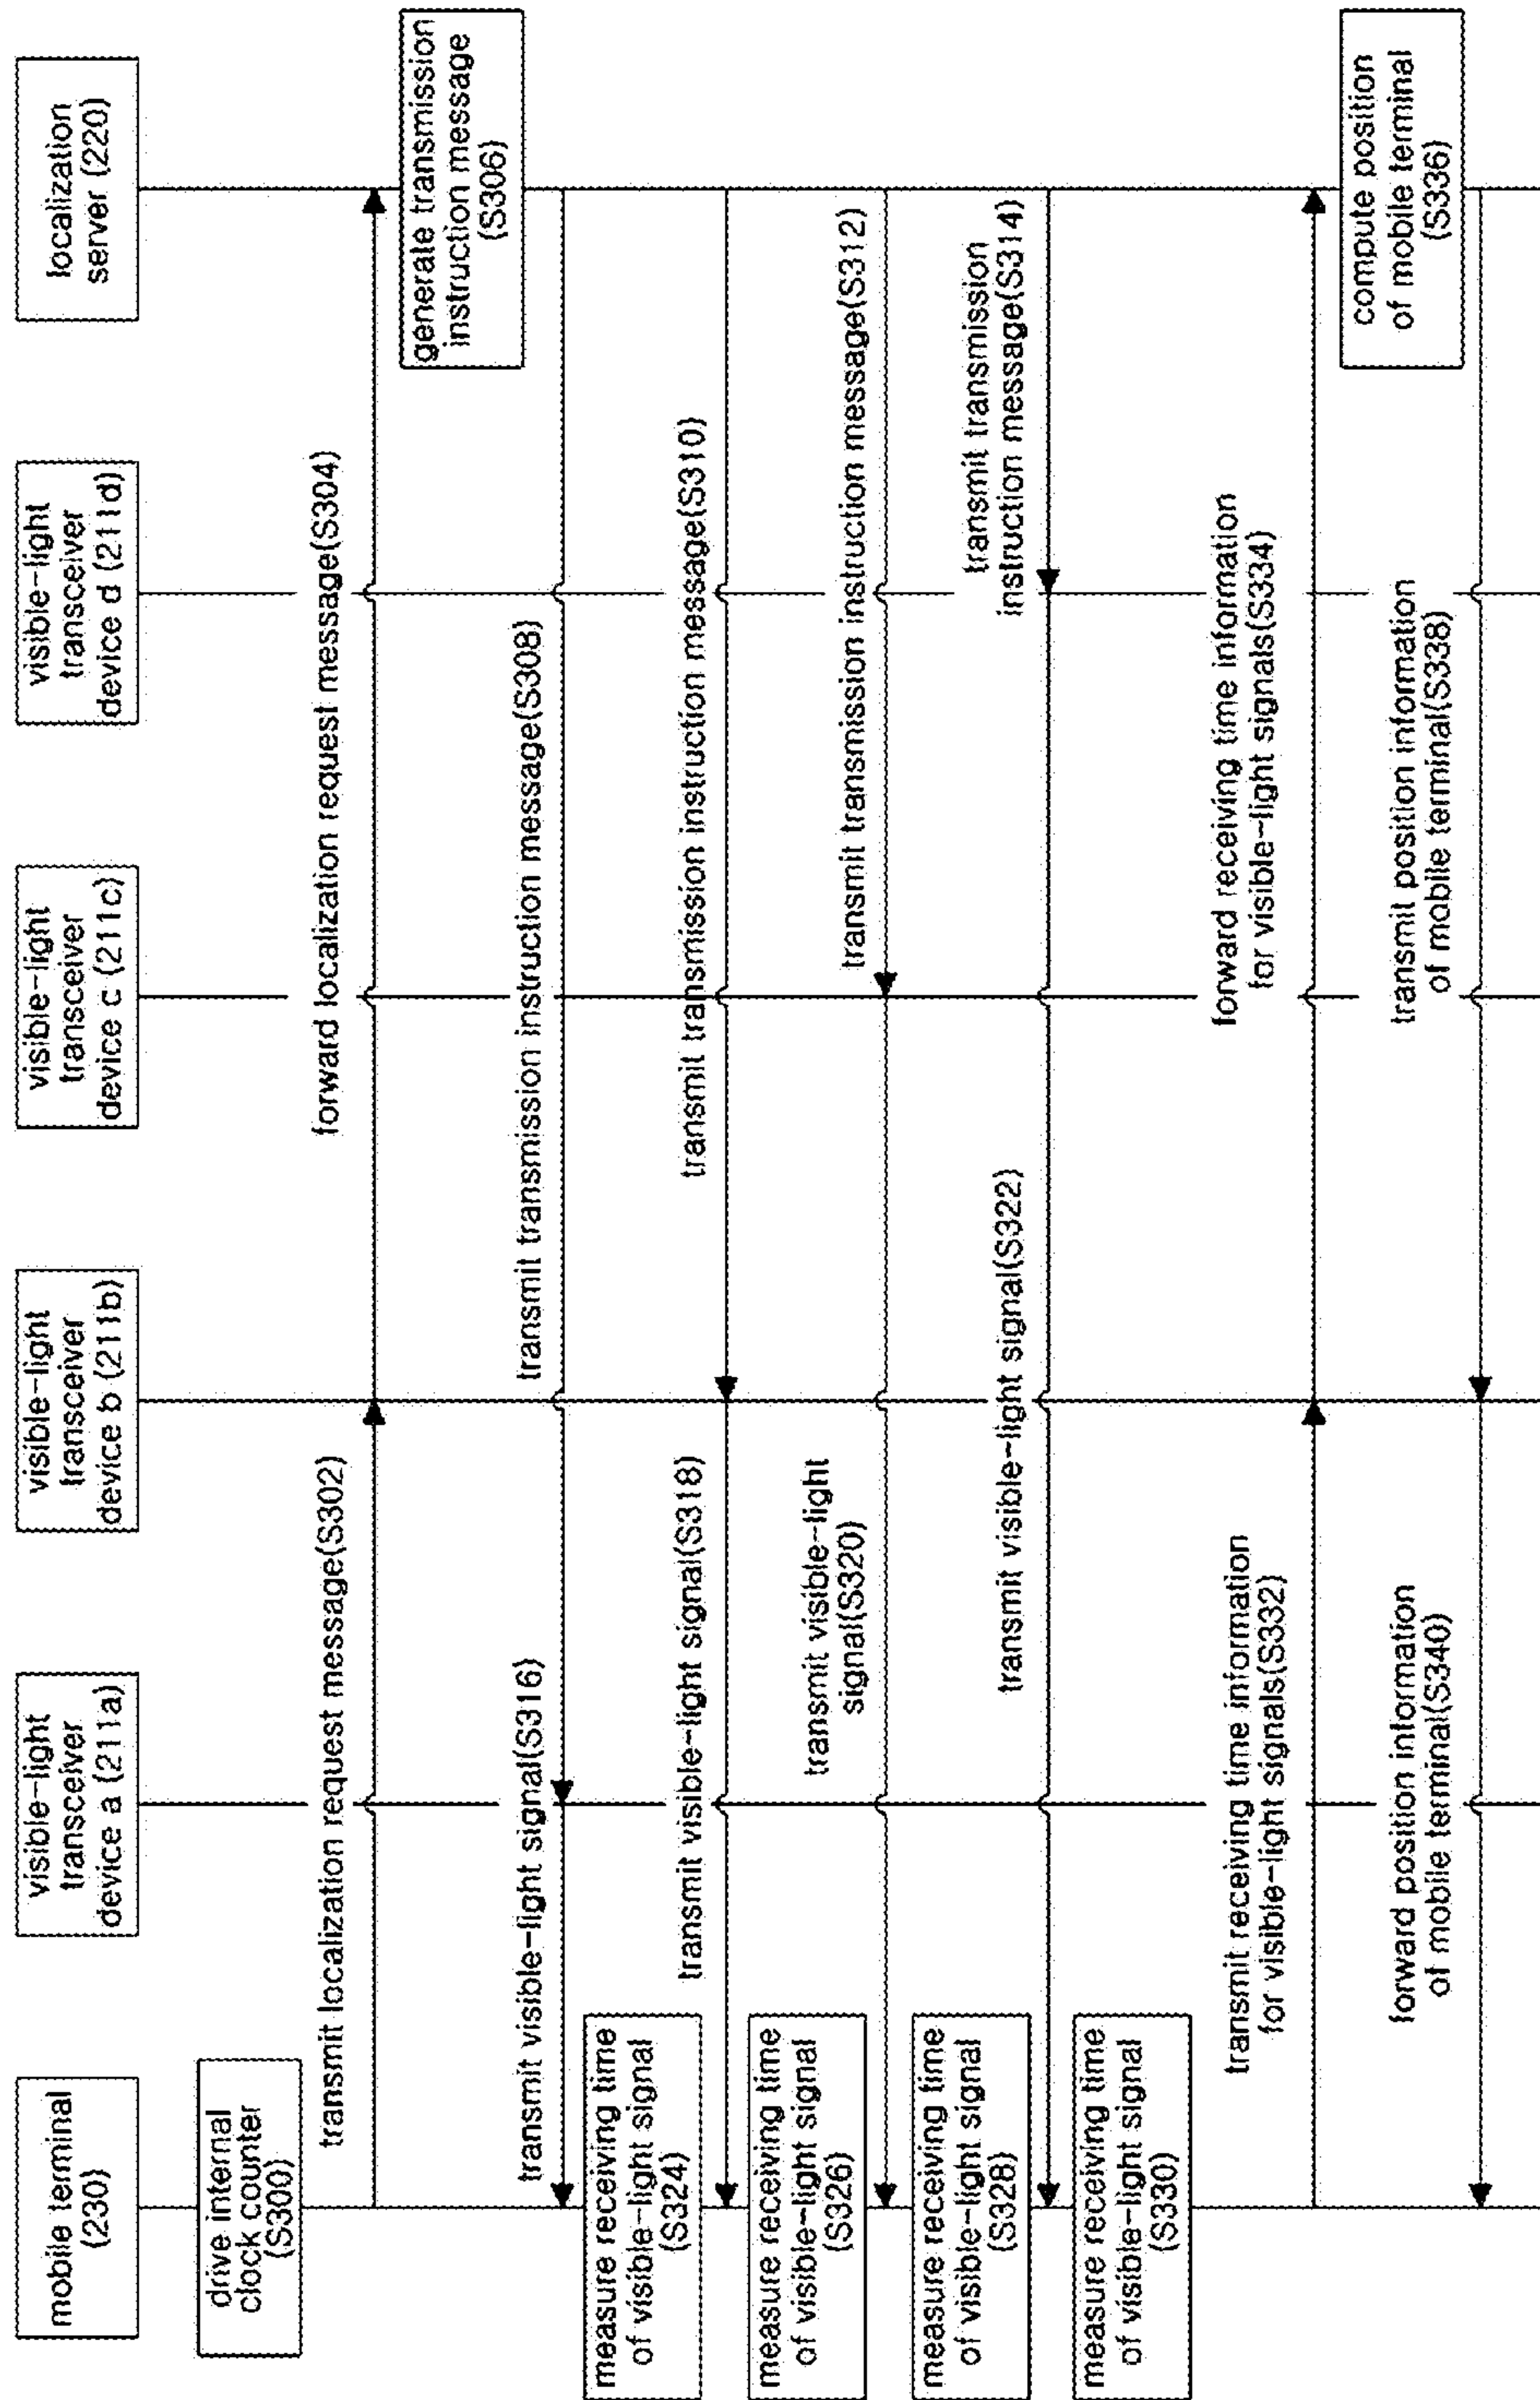 mobile terminal
(230)
visible-light
transceiver
device a (211a)
visible-light
transceiver
device b (211b)
visible-light
transceiver
device c (211c)
visible-light
transceiver
device d (211d)
localization
server (220)
drive internal
clock counter
(S300)
transmit localization request message(S302)
forward localization request message(S304)
generate transmission
instruction message
(S306)
transmit visible-light signal(S316)
transmit transmission instruction message(S308)
measure receiving time
of visible-light signal
(S324)
transmit visible-light signal(S318)
transmit transmission instruction message(S310)
measure receiving time
of visible-light signal
(S326)
transmit visible-light
signal(S320)
transmit transmission instruction message(S312)
measure receiving time
of visible-light signal
(S328)
transmit visible-light signal(S322)
transmit transmission
instruction message(S314)
measure receiving time
of visible-light signal
(S330)
transmit receiving time information
for visible-light signals(S332)
forward receiving time information
for visible-light signals(S334)
compute position
of mobile terminal
(S336)
forward position information
of mobile terminal(S340)
transmit position information
of mobile terminal(S338)